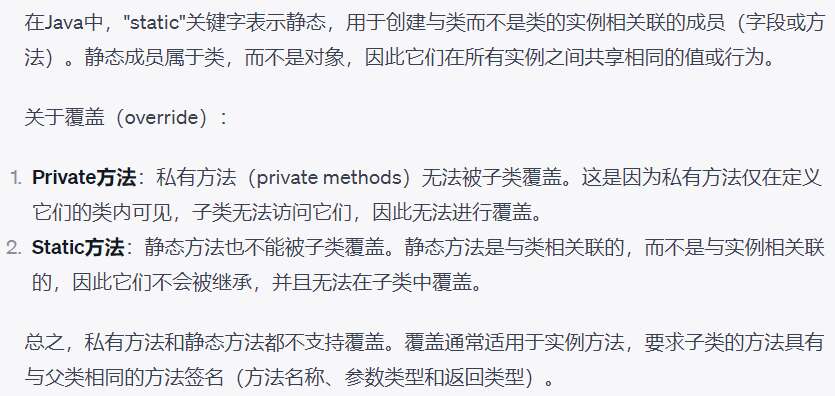 在Java中，"static"关键字表示静态，用于创建与类而不是类的实例相关联的成员（字段或方
法）。静态成员属于类，而不是对象，因此它们在所有实例之间共享相同的值或行为。
关于覆盖（override）：
1. Private方法：私有方法（private methods）无法被子类覆盖。这是因为私有方法仅在定义
它们的类内可见，子类无法访问它们，因此无法进行覆盖。
2. Static方法：静态方法也不能被子类覆盖。静态方法是与类相关联的，而不是与实例相关联
的，因此它们不会被继承，并且无法在子类中覆盖。
总之，私有方法和静态方法都不支持覆盖。覆盖通常适用于实例方法，要求子类的方法具有
与父类相同的方法签名（方法名称、参数类型和返回类型）。